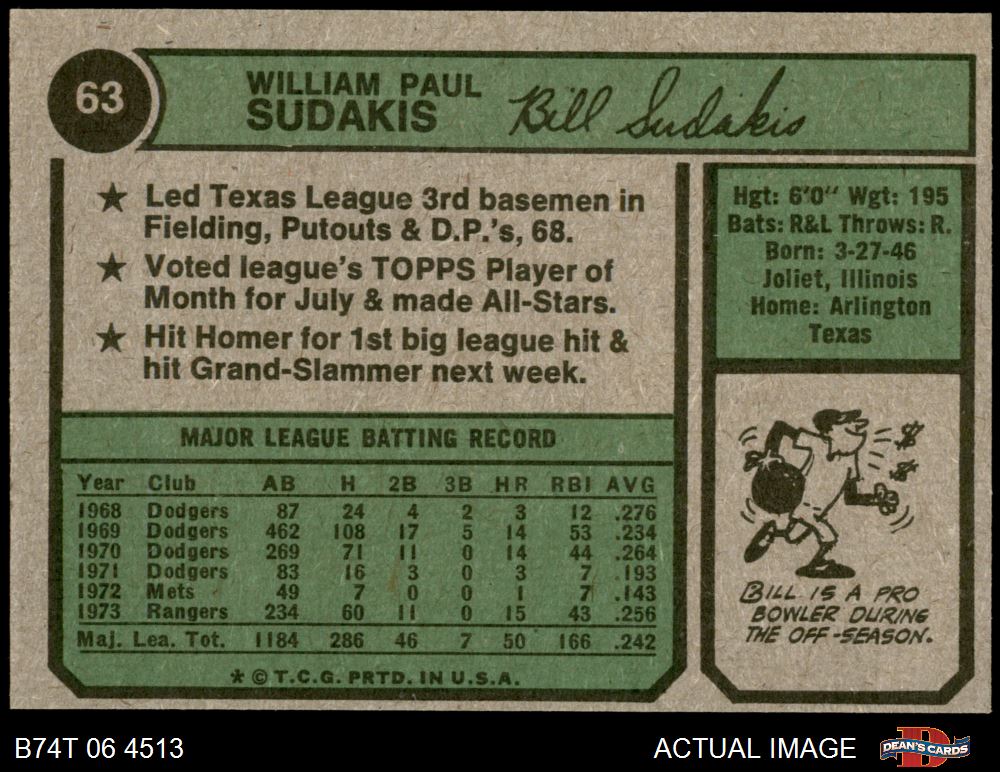 63
WILLIAM PAUL
SUDAKIS
Bill Sudakis
★ Led Texas League 3rd basemen in
Fielding, Putouts & D.P.'s, 68.
★ Voted league's TOPPS Player of
Month for July & made All-Stars.
★ Hit Homer for 1st big league hit &
hit Grand-Slammer next week.
Hgt: 6'0" Wgt: 195
Bats: R&L Throws: R.
Born: 3-27-46
Joliet, Illinois
Home: Arlington
Texas
MAJOR LEAGUE BATTING RECORD
Year Club AB H 2B 3B HR RBI AVG
1968 Dodgers 87 24 4 2 3 12 .276
1969 Dodgers 462 108 17 5 14 53 .234
1970 Dodgers 269 71 11 0 14 44 .264
1971 Dodgers 83 16 3 0 3 7 .193
1972 Mets 49 7 0 0 1 7 .143
1973 Rangers 234 60 11 0 15 43 .256
Maj. Lea. Tot. 1184 286 46 7 50 166 .242
* © T.C.G. PRTD. IN U.S.A.
$
$
BILL IS A PRO
BOWLER DURING
THE OFF-SEASON.
B74T 06 4513
ACTUAL IMAGE
D
DEAN'S CARDS